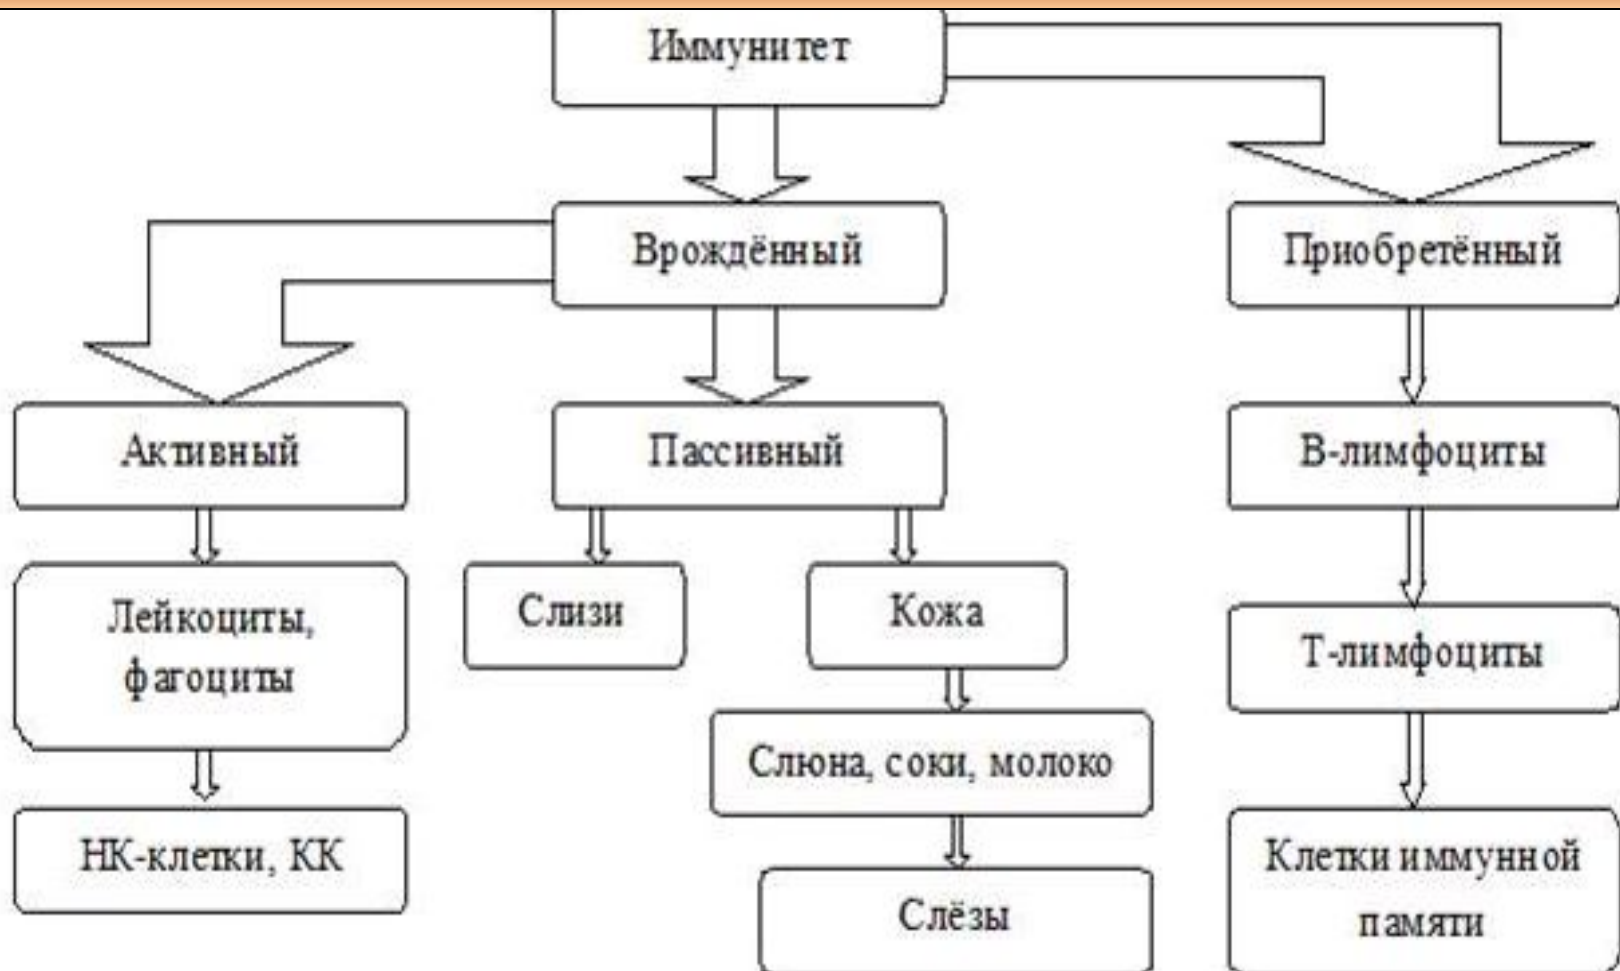 Иммунитет
Врождённый
Приобретённый
Активный
Пассивный
В-лимфоциты
Лейкоциты,
фагоциты
Слизи
Кожа
Т-лимфоциты
Слюна, соки, молоко
НК-клетки, КК
Клетки иммунной
памяти
Слёзы